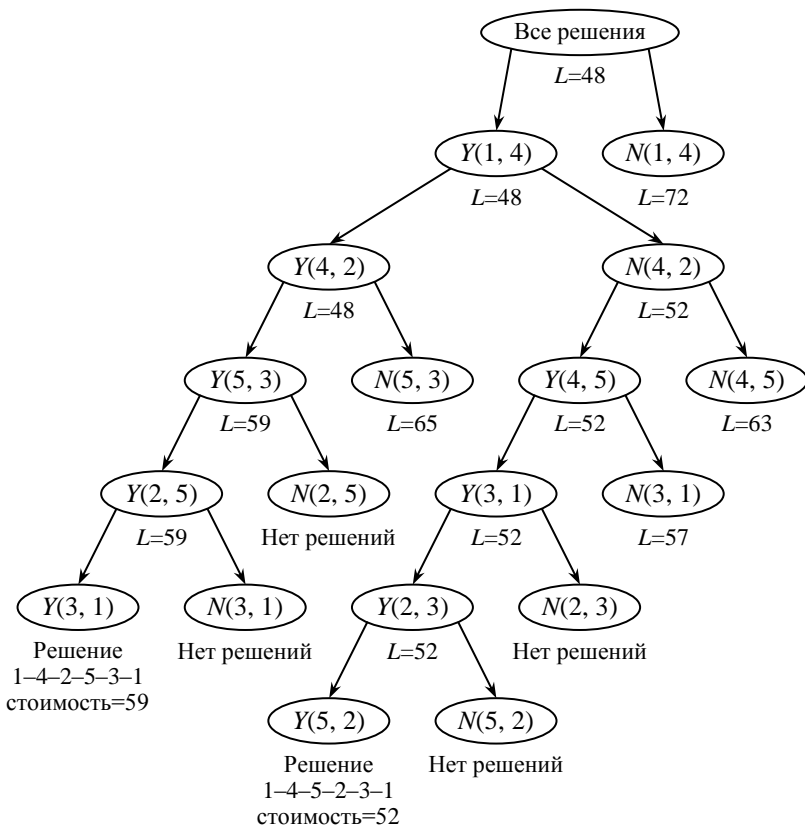 Все решения
L=48
Y(1, 4)
N(1, 4)
L=48
L=72
Y(4, 2)
N(4, 2)
L=48
L=52
Y(5, 3)
N(5, 3)
Y(4, 5)
N(4, 5)
L=59
L=65
L=52
L=63
Y(2, 5)
N(2, 5)
Y(3, 1)
N(3, 1)
L=59
Нет решений
L=52
L=57
Y(3, 1)
N(3, 1)
Y(2, 3)
N(2, 3)
Решение
1–4–2–5–3–1
стоимость=59
Нет решений
L=52
Нет решений
Y(5, 2)
N(5, 2)
Решение
1–4–5–2–3–1
стоимость=52
Нет решений